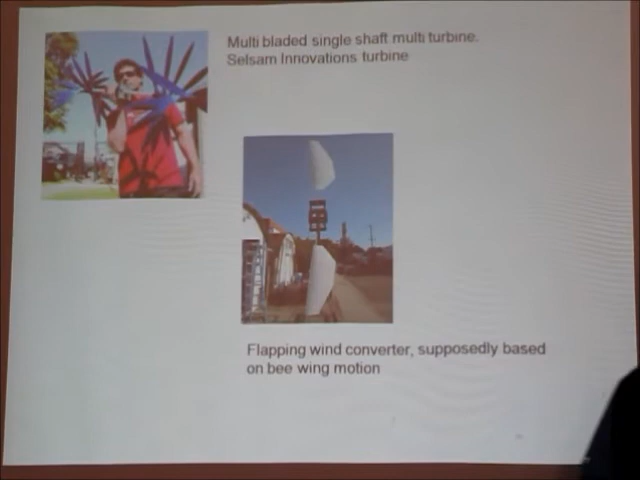 Multi bladed single shaft multi turbine.
Selsam Innovations turbine
Flapping wind converter, supposedly based
on bee wing motion